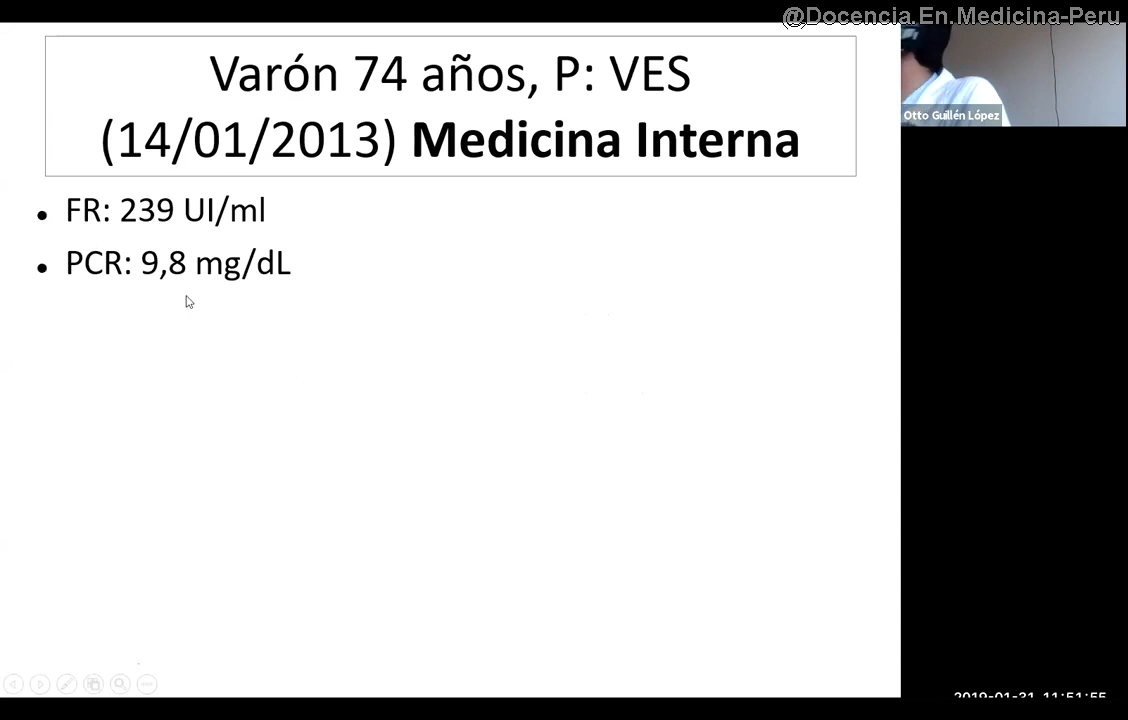 @Docencia.En.Medicina-Peru
Varón 74 años, P: VES
(14/01/2013) Medicina Interna
Otto Guillén López
• FR: 239 UI/ml
• PCR: 9,8 mg/dL
2019-01-31 11:51:55